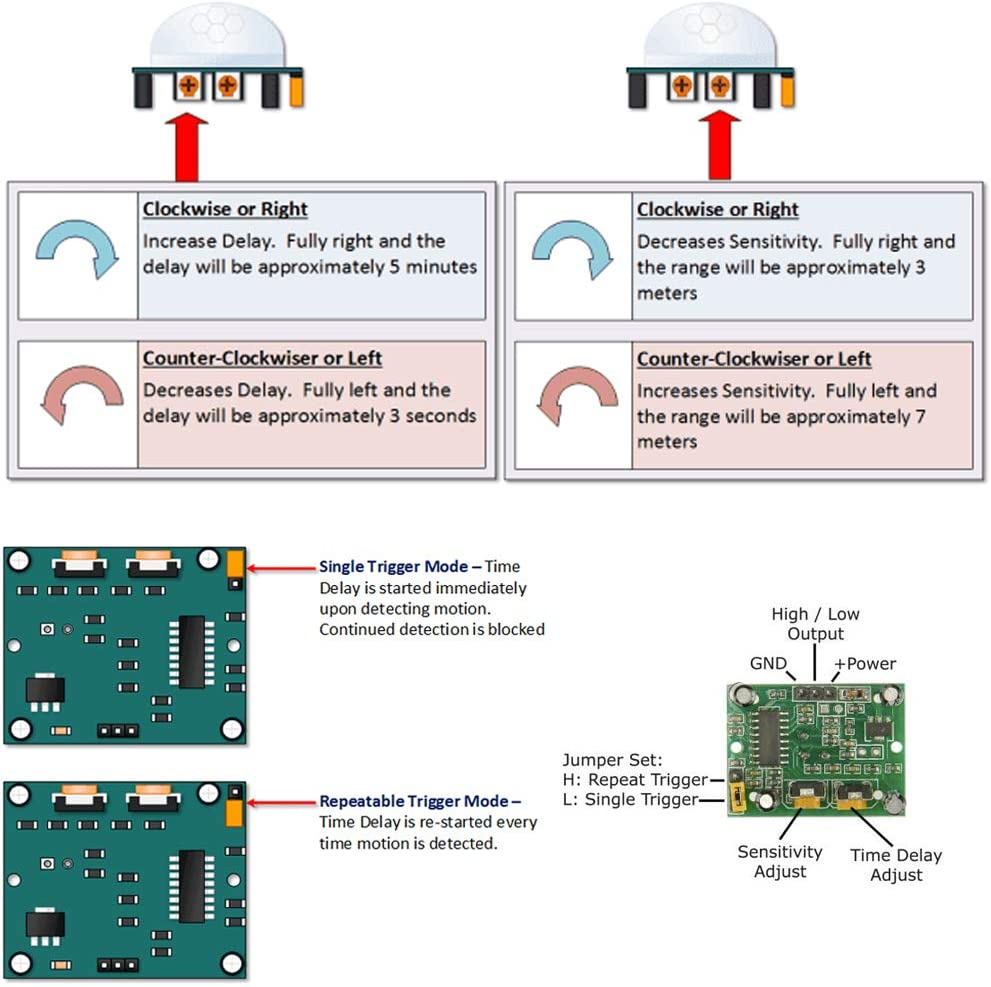 Clockwise or Right
Increase Delay. Fully right and the
delay will be approximately 5 minutes
Counter-Clockwiser or Left
Decreases Delay. Fully left and the
delay will be approximately 3 seconds
Clockwise or Right
Decreases Sensitivity. Fully right and
the range will be approximately 3
meters
Counter-Clockwiser or Left
Increases Sensitivity. Fully left and
the range will be approximately 7
meters
Single Trigger Mode – Time
Delay is started immediately
upon detecting motion.
Continued detection is blocked
Repeatable Trigger Mode –
Time Delay is re-started every
time motion is detected.
High / Low
Output
GND
+Power
Jumper Set:
H: Repeat Trigger
L: Single Trigger
Sensitivity
Adjust
Time Delay
Adjust